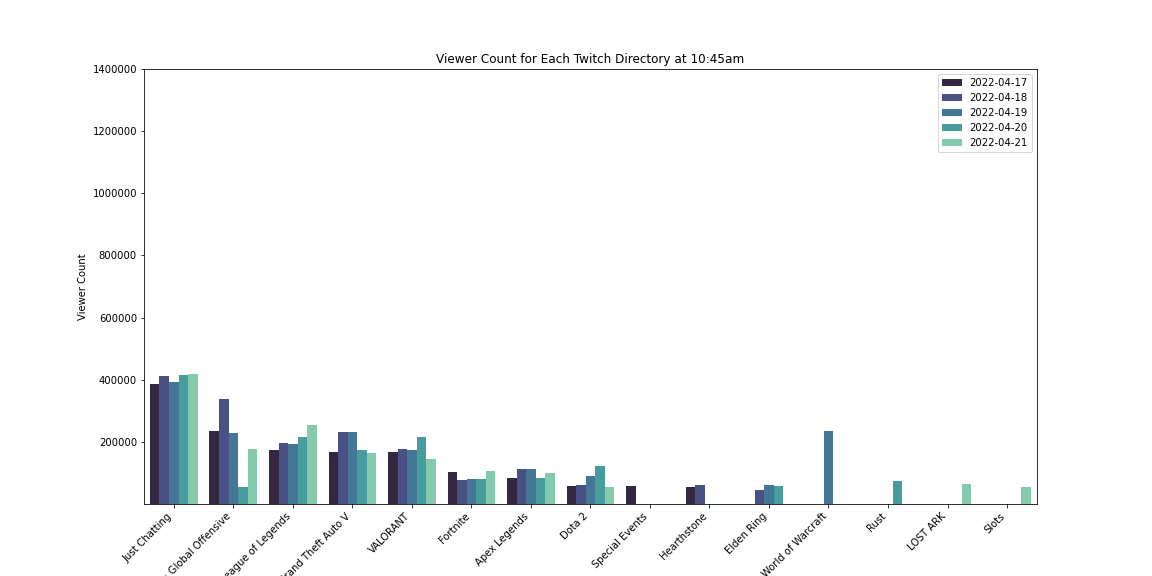 Viewer Count for Each Twitch Directory at 10:45am
1400000
1200000
1000000
800000
600000
400000
200000
Viewer Count
2022-04-17
2022-04-18
2022-04-19
2022-04-20
2022-04-21
Just Chatting
Global Offensive
of Legends
Theft Auto V
VALORANT
Fortnite
Apex Legends
Dota 2
Special Events
Hearthstone
Elden Ring
World of Warcraft
Rust
LOST ARK
Slots